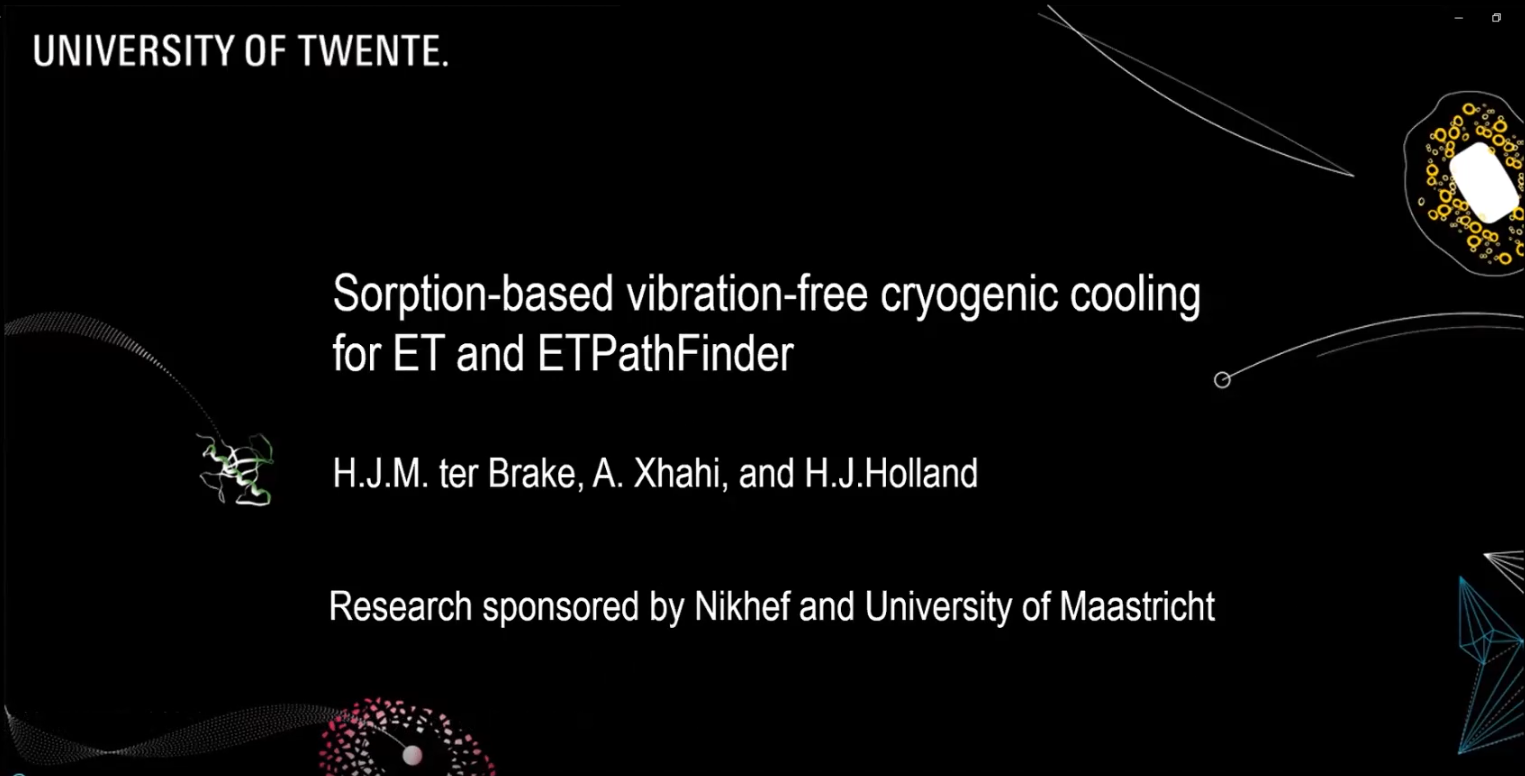 UNIVERSITY OF TWENTE.
Sorption-based vibration-free cryogenic cooling
for ET and ETPathFinder
H.J.M. ter Brake, A. Xhahi, and H.J.Holland
Research sponsored by Nikhef and University of Maastricht